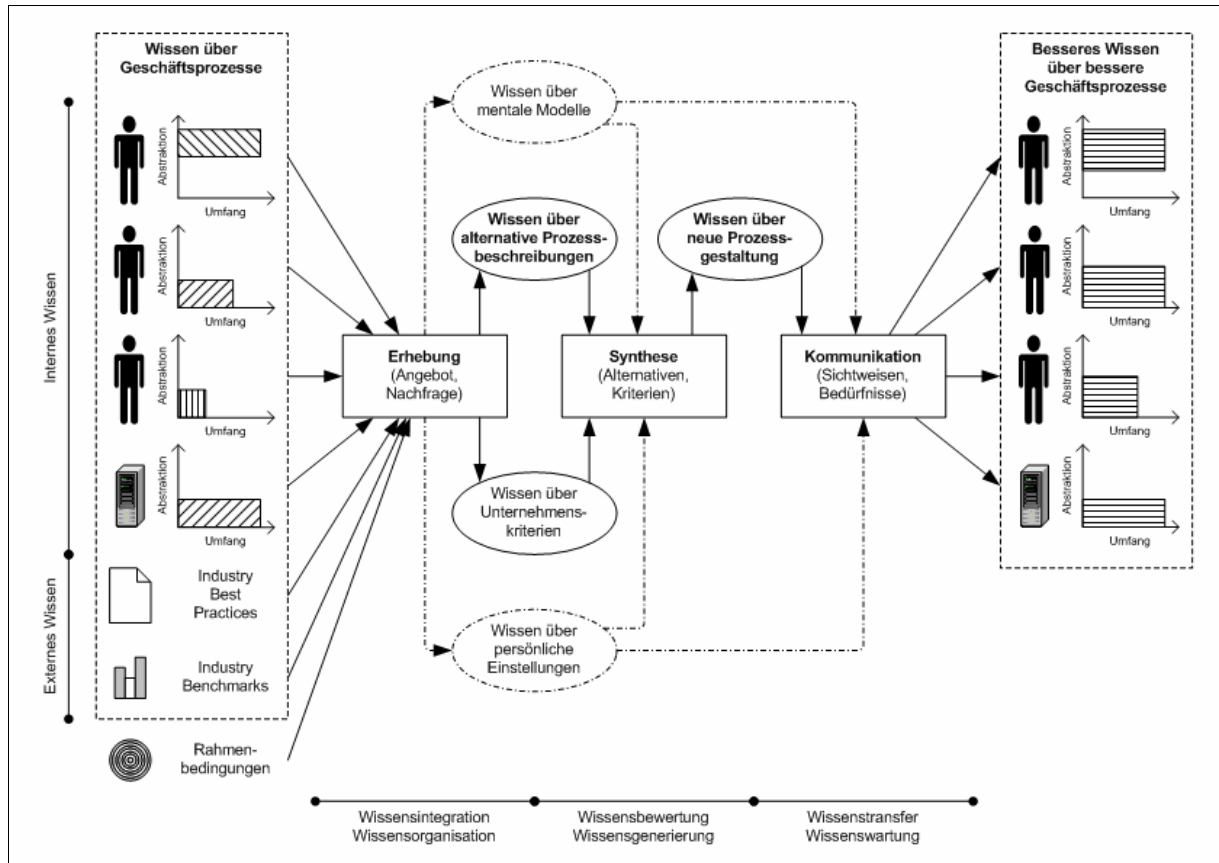 Wissen über
Geschäftsprozesse
Internes Wissen
Externes Wissen
Abstraktion
Umfang
Abstraktion
Umfang
Abstraktion
Umfang
Abstraktion
Umfang
Industry
Best
Practices
Industry
Benchmarks
Rahmen-
bedingungen
Wissen über
mentale Modelle
Wissen über
alternative Prozess-
beschreibungen
Wissen über
neue Prozess-
gestaltung
Erhebung
(Angebot,
Nachfrage)
Synthese
(Alternativen,
Kriterien)
Kommunikation
(Sichtweisen,
Bedürfnisse)
Wissen über
Unternehmens-
kriterien
Wissen über
persönliche
Einstellungen
Besseres Wissen
über bessere
Geschäftsprozesse
Abstraktion
Umfang
Abstraktion
Umfang
Abstraktion
Umfang
Abstraktion
Umfang
Wissensintegration
Wissensorganisation
Wissensbewertung
Wissensgenerierung
Wissenstransfer
Wissenswartung